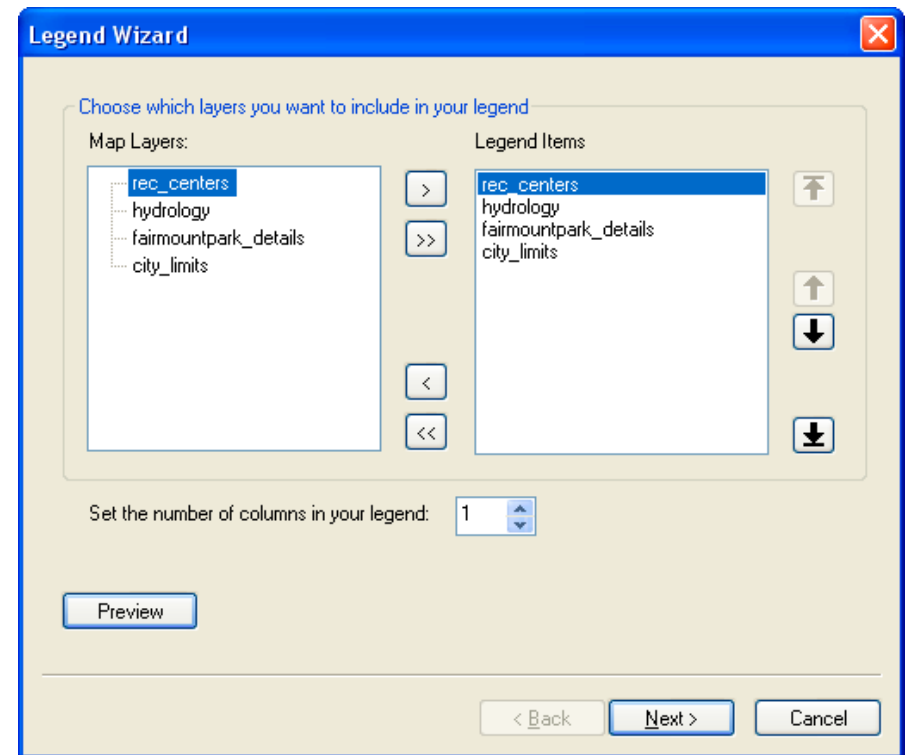 Legend Wizard
Choose which layers you want to include in your legend
Map Layers:
rec_centers
hydrology
fairmountpark_details
city_limits
>
>>
<
<<
Legend Items
rec_centers
hydrology
fairmountpark_details
city_limits
Set the number of columns in your legend: 1
Preview
< Back Next > Cancel